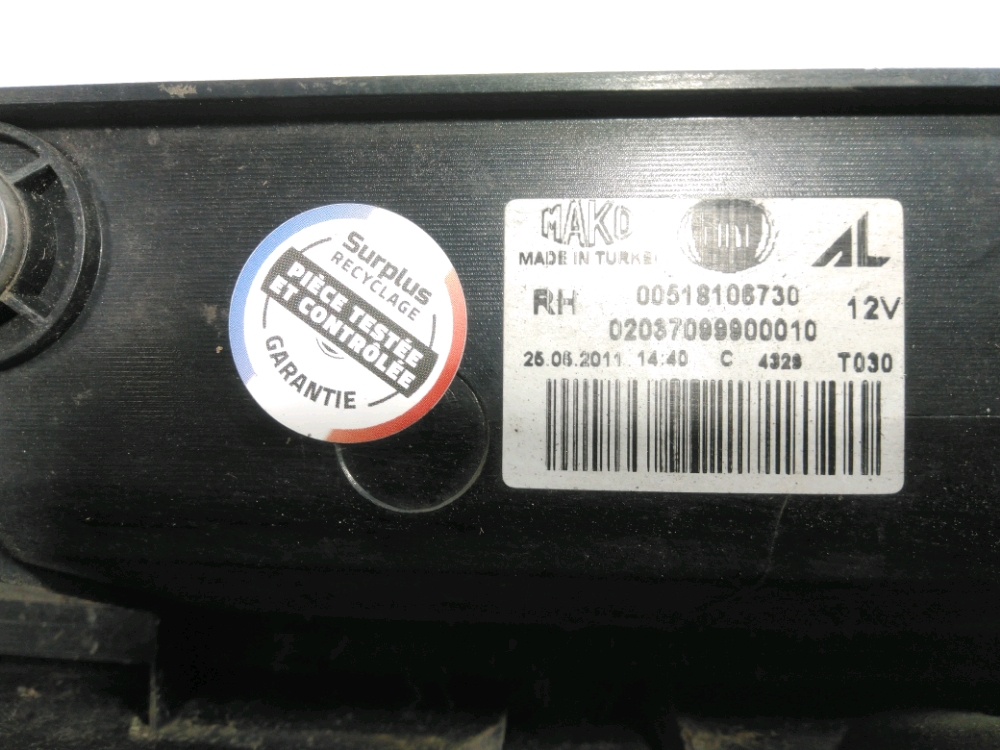 Surplus
RECYCLAGE
PIÈCE TESTÉE
ET CONTRÔLÉE
GARANTIE
MAKO
FIAT
AL
MADE IN TURKEY
RH
00518106730
12V
02037099900010
25.06.2011 14:40 C 4328 T030